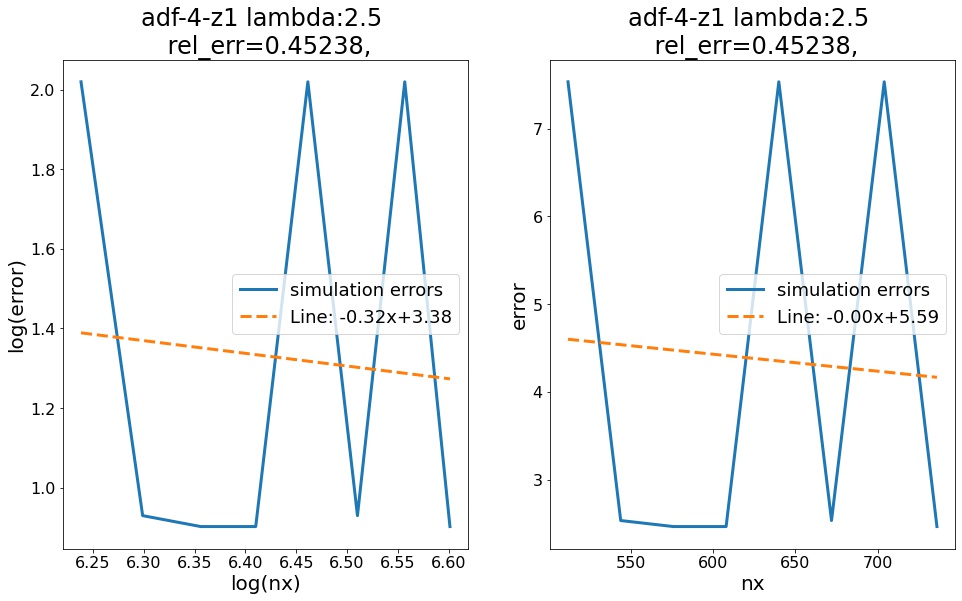 adf-4-z1 lambda:2.5
rel_err=0.45238,
log(error)
2.0
1.8
1.6
1.4
1.2
1.0
simulation errors
Line: -0.32x+3.38
6.25 6.30 6.35 6.40 6.45 6.50 6.55 6.60
log(nx)
adf-4-z1 lambda:2.5
rel_err=0.45238,
error
7
6
5
4
3
simulation errors
Line: -0.00x+5.59
550 600 650 700
nx